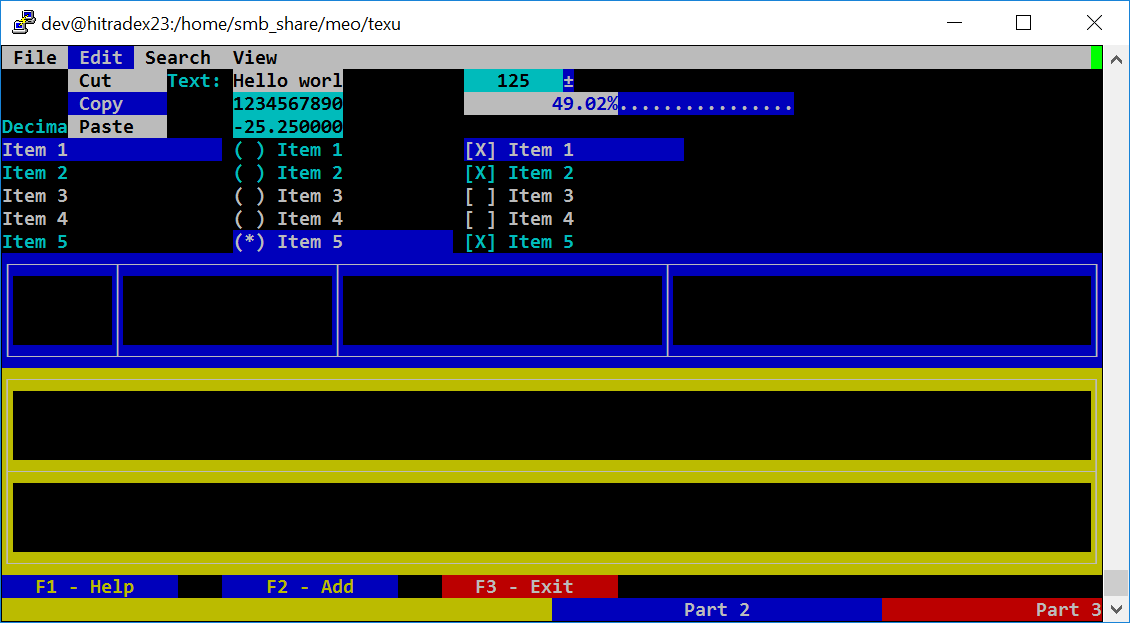 dev@hitradex23:/home/smb_share/meo/texu
File Edit Search View
Cut Text: Hello worl 125 ±
Copy 1234567890 49.02%................
Decima Paste -25.250000
Item 1 ( ) Item 1 [X] Item 1
Item 2 ( ) Item 2 [X] Item 2
Item 3 ( ) Item 3 [ ] Item 3
Item 4 ( ) Item 4 [ ] Item 4
Item 5 (*) Item 5 [X] Item 5
F1 - Help F2 - Add F3 - Exit
Part 2 Part 3